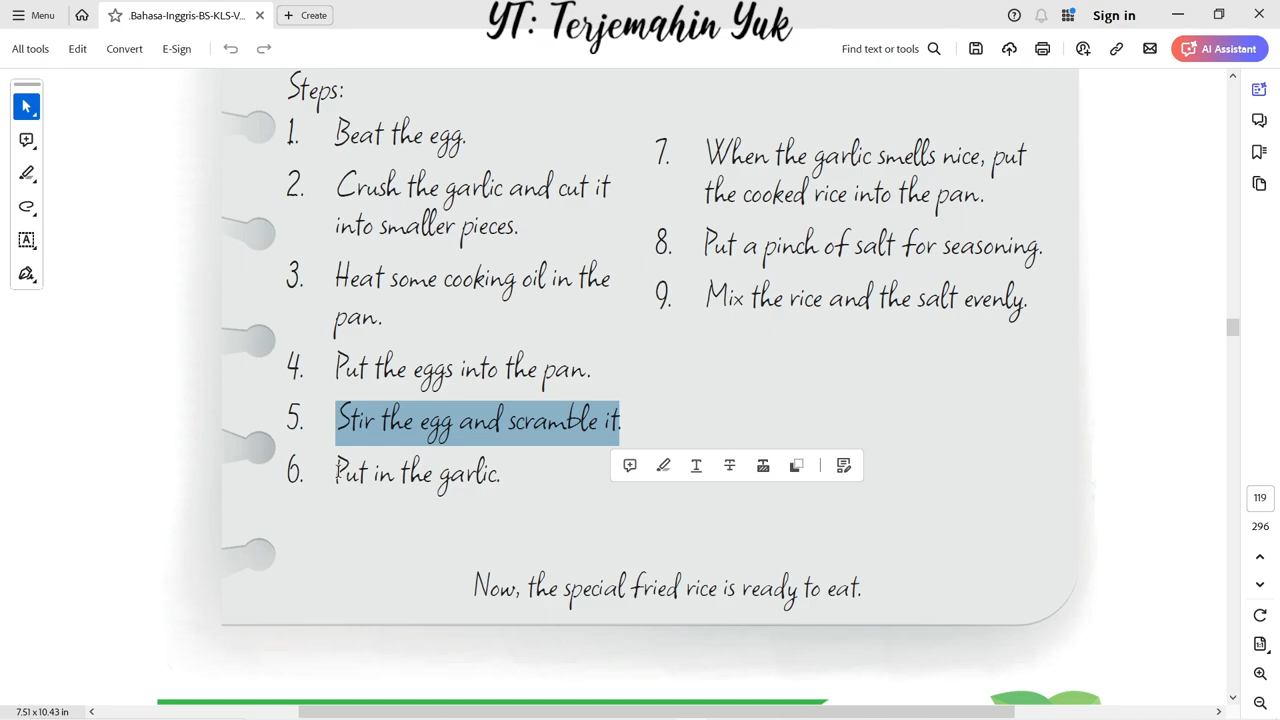 Menu
.Bahasa-Inggris-BS-KLS-V...
Create
YT: Terjemahin Yuk
Sign in
All tools
Edit
Convert
E-Sign
Find text or tools
AI Assistant
Steps:
1. Beat the egg.
2. Crush the garlic and cut it
into smaller pieces.
3. Heat some cooking oil in the
pan.
4. Put the eggs into the pan.
5. Stir the egg and scramble it.
6. Put in the garlic.
7. When the garlic smells nice, put
the cooked rice into the pan.
8. Put a pinch of salt for seasoning.
9. Mix the rice and the salt evenly.
Now, the special fried rice is ready to eat.
119
296
7.51 x 10.43 in